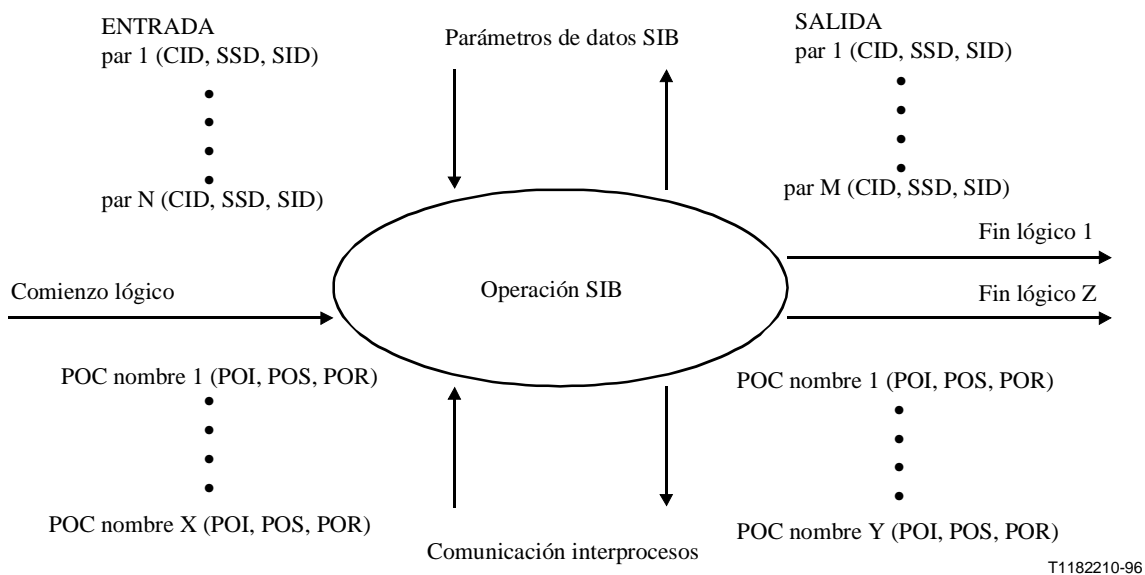 ENTRADA
par 1 (CID, SSD, SID)
par N (CID, SSD, SID)
Parámetros de datos SIB
SALIDA
par 1 (CID, SSD, SID)
par M (CID, SSD, SID)
Fin lógico 1
Comienzo lógico
Operación SIB
Fin lógico Z
POC nombre 1 (POI, POS, POR)
POC nombre X (POI, POS, POR)
POC nombre 1 (POI, POS, POR)
POC nombre Y (POI, POS, POR)
Comunicación interprocesos
T1182210-96